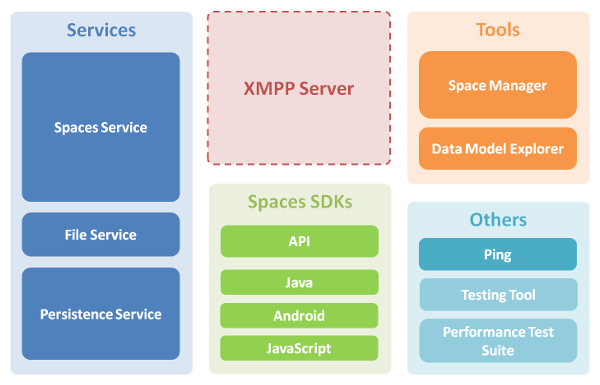 Services
Spaces Service
File Service
Persistence Service
XMPP Server
Spaces SDKs
API
Java
Android
JavaScript
Tools
Space Manager
Data Model Explorer
Others
Ping
Testing Tool
Performance Test
Suite